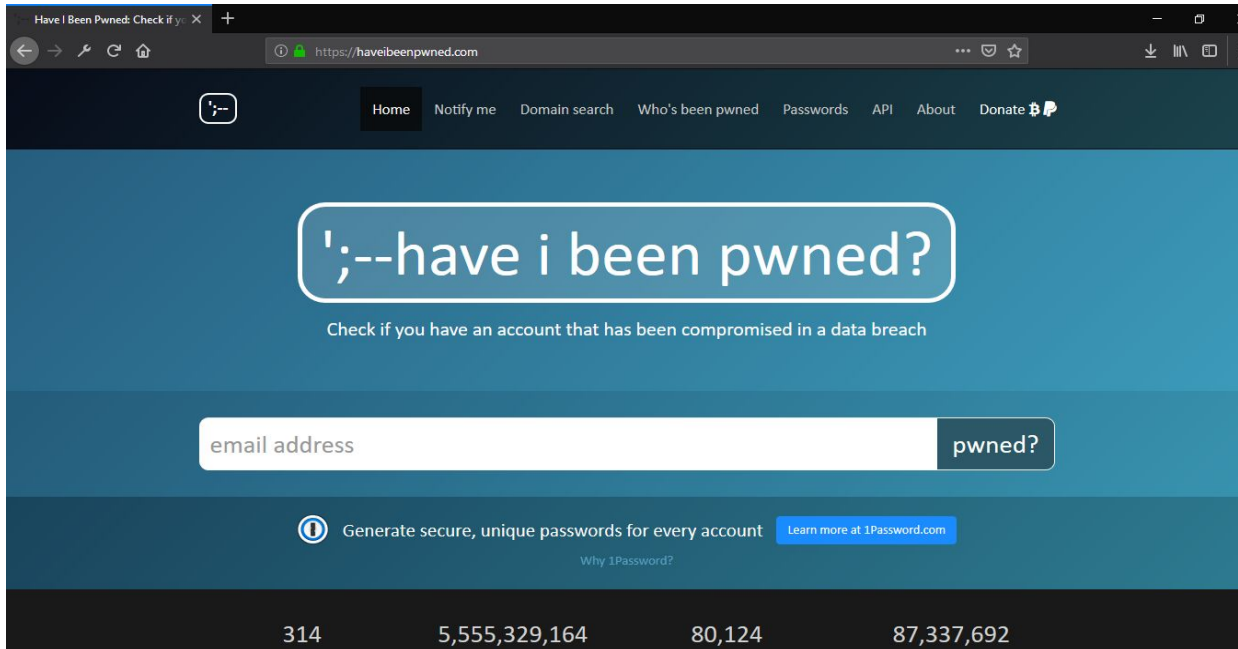 Have I Been Pwned: Check if yo
https://haveibeenpwned.com
';--
Home Notify me Domain search Who's been pwned Passwords API About Donate
';--have i been pwned?
Check if you have an account that has been compromised in a data breach
email address pwned?
Generate secure, unique passwords for every account Learn more at 1Password.com
Why 1Password?
314 5,555,329,164 80,124 87,337,692